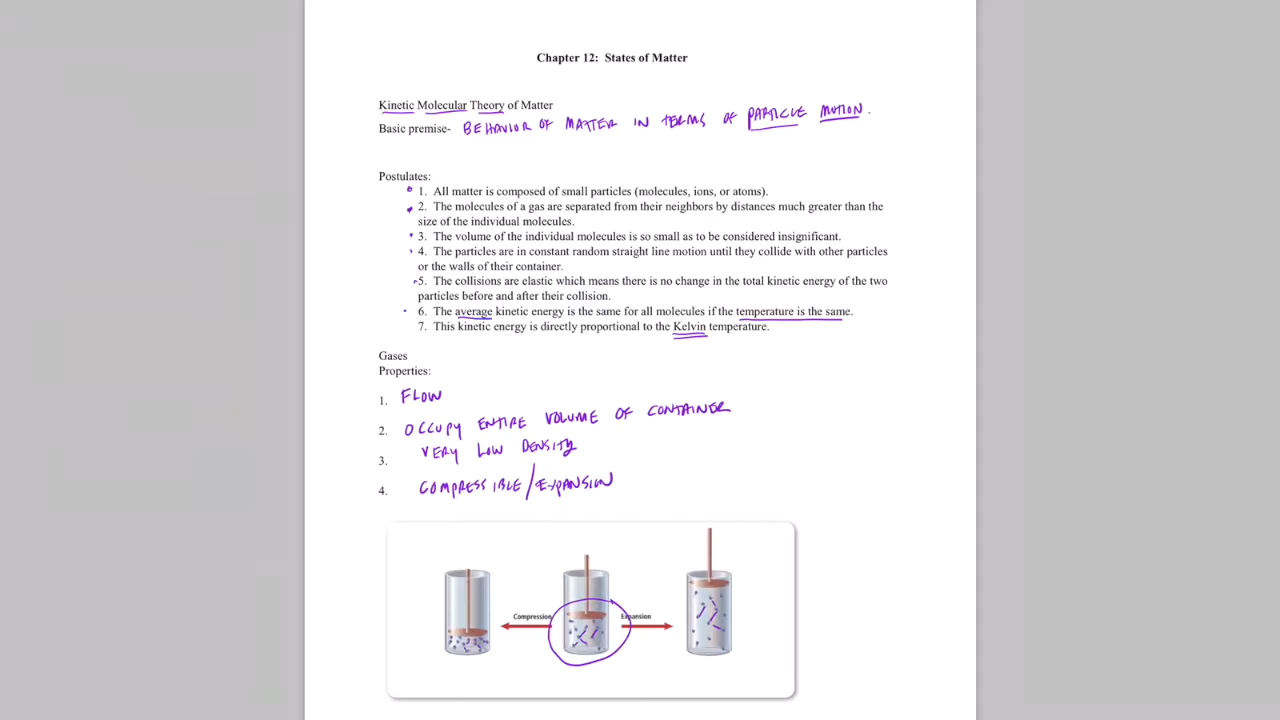 Chapter 12: States of Matter
Kinetic Molecular Theory of Matter
Basic premise- BEHAVIOR OF MATTER IN TERMS OF PARTICLE MOTION.
Postulates:
1. All matter is composed of small particles (molecules, ions, or atoms).
2. The molecules of a gas are separated from their neighbors by distances much greater than the
size of the individual molecules.
3. The volume of the individual molecules is so small as to be considered insignificant.
4. The particles are in constant random straight line motion until they collide with other particles
or the walls of their container.
5. The collisions are elastic which means there is no change in the total kinetic energy of the two
particles before and after their collision.
6. The average kinetic energy is the same for all molecules if the temperature is the same.
7. This kinetic energy is directly proportional to the Kelvin temperature.
Gases
Properties:
1. FLOW
2. OCCUPY ENTIRE VOLUME OF CONTAINER
3. VERY LOW DENSITY
4. COMPRESSIBLE/EXPANSION
Compression Expansion